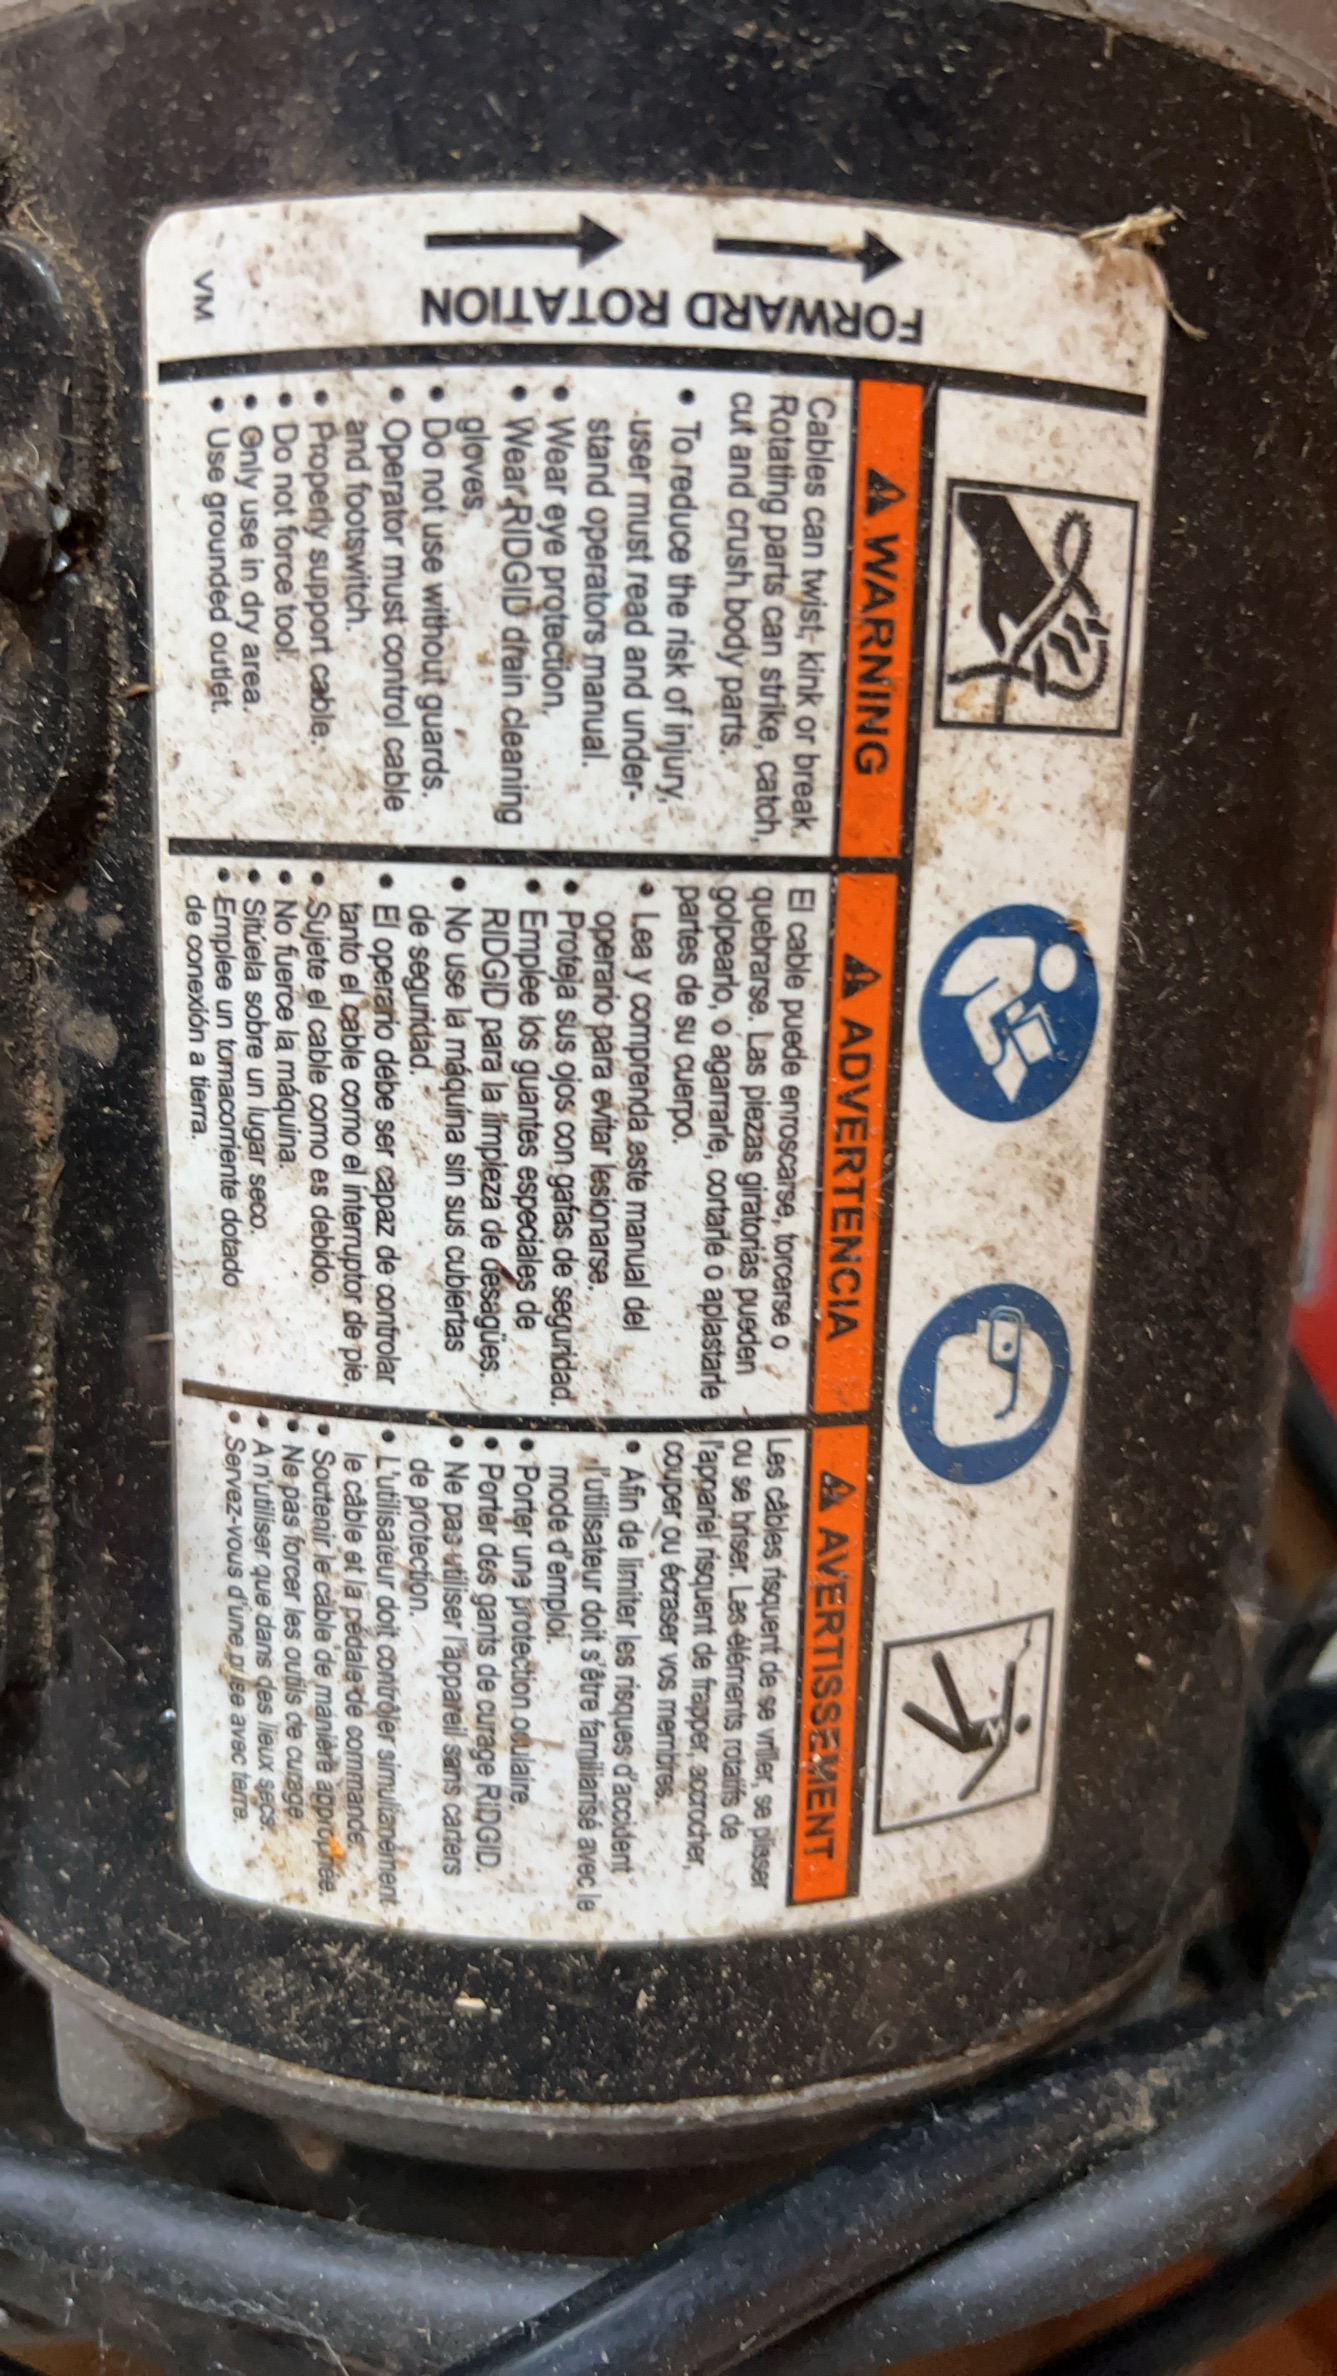 FORWARD ROTATION
VM
WARNING
Cables can twist, kink or break.
Rotating parts can strike, catch,
cut and crush body parts.
• To reduce the risk of injury,
user must read and under-
stand operators manual.
• Wear eye protection.
• Wear RIDGID drain cleaning
gloves.
• Do not use without guards.
• Operator must control cable
and footswitch.
• Properly support cable.
• Do not force tool.
• Only use in dry area.
• Use grounded outlet.
ADVERTENCIA
El cable puede enroscarse, torcerse o
quebrarse. Las piezas giratorias pueden
golpearlo, o agarrarle, cortarle o aplastarle
partes de su cuerpo.
• Lea y comprenda este manual del
operario para evitar lesionarse.
• Proteja sus ojos con gafas de seguridad.
• Emplee los guantes especiales de
RIDGID para la limpieza de desagües.
• No use la máquina sin sus cubiertas
de seguridad.
• El operario debe ser capaz de controlar
tanto el cable como el interruptor de pie.
• Sujete el cable como es debido.
• No fuerce la máquina.
• Sitúela sobre un lugar seco.
• Emplee un tomacorriente dotado
de conexión a tierra.
AVERTISSEMENT
Les câbles risquent de se vriller, se plisser
ou se briser. Les éléments rotatifs de
l'appariel risquent de frapper, accrocher,
couper ou écraser vos membres.
• Afin de limiter les risques d'accident
l'utilisateur doit s'être familiarisé avec le
mode d'emploi.
• Porter une protection oculaire.
• Porter des gants de curage RIDGID.
• Ne pas utiliser l'appareil sans carters
de protection.
• L'utilisateur doit contrôler simultanément
le câble et la pédale de commande.
• Soutenir le câble de manière appropriée.
• Ne pas forcer les outils de curage.
• A n'utiliser que dans des lieux secs.
• Servez-vous d'une prise avec terre.